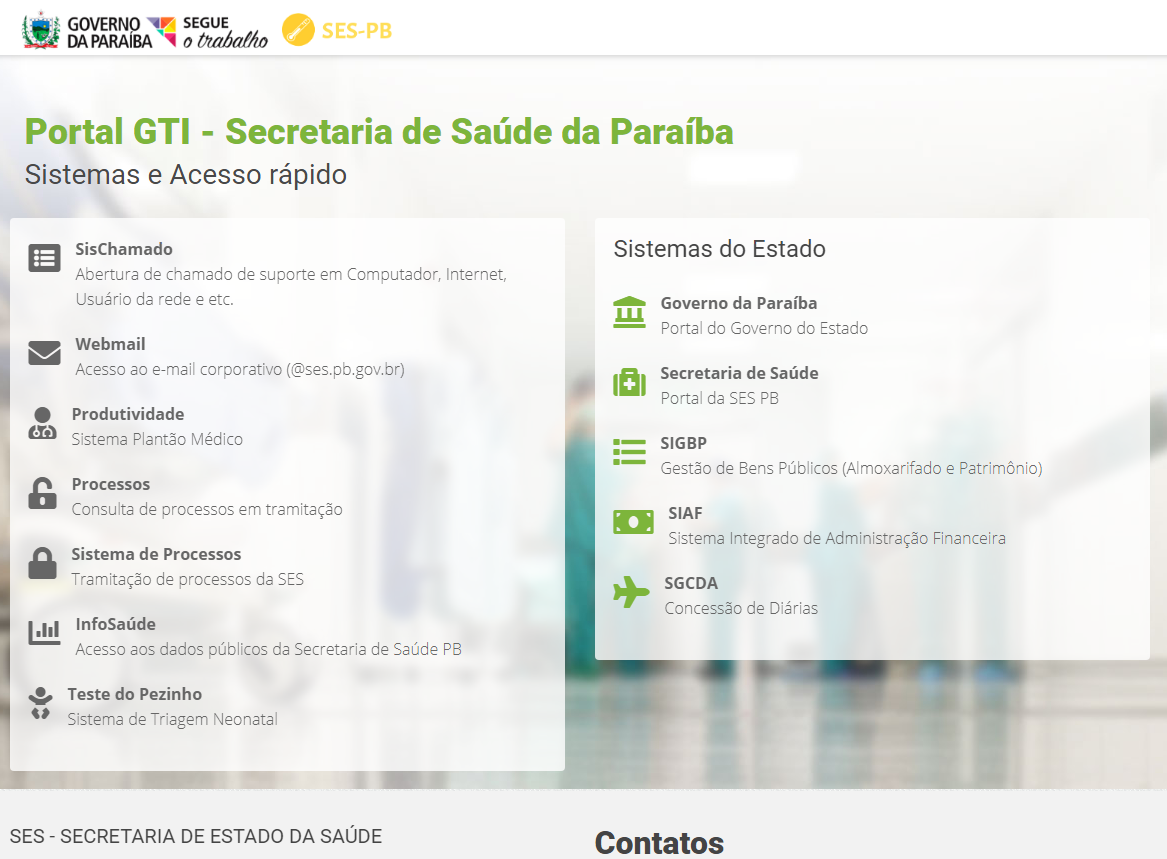 GOVERNO
DA PARAÍBA
SEGUE
o trabalho
SES-PB
Portal GTI - Secretaria de Saúde da Paraíba
Sistemas e Acesso rápido
SisChamado
Abertura de chamado de suporte em Computador, Internet,
Usuário da rede e etc.
Webmail
Acesso ao e-mail corporativo (@ses.pb.gov.br)
Produtividade
Sistema Plantão Médico
Processos
Consulta de processos em tramitação
Sistema de Processos
Tramitação de processos da SES
InfoSaúde
Acesso aos dados públicos da Secretaria de Saúde PB
Teste do Pezinho
Sistema de Triagem Neonatal
Sistemas do Estado
Governo da Paraíba
Portal do Governo do Estado
Secretaria de Saúde
Portal da SES PB
SIGBP
Gestão de Bens Públicos (Almoxarifado e Patrimônio)
SIAF
Sistema Integrado de Administração Financeira
SGCDA
Concessão de Diárias
SES - SECRETARIA DE ESTADO DA SAÚDE
Contatos